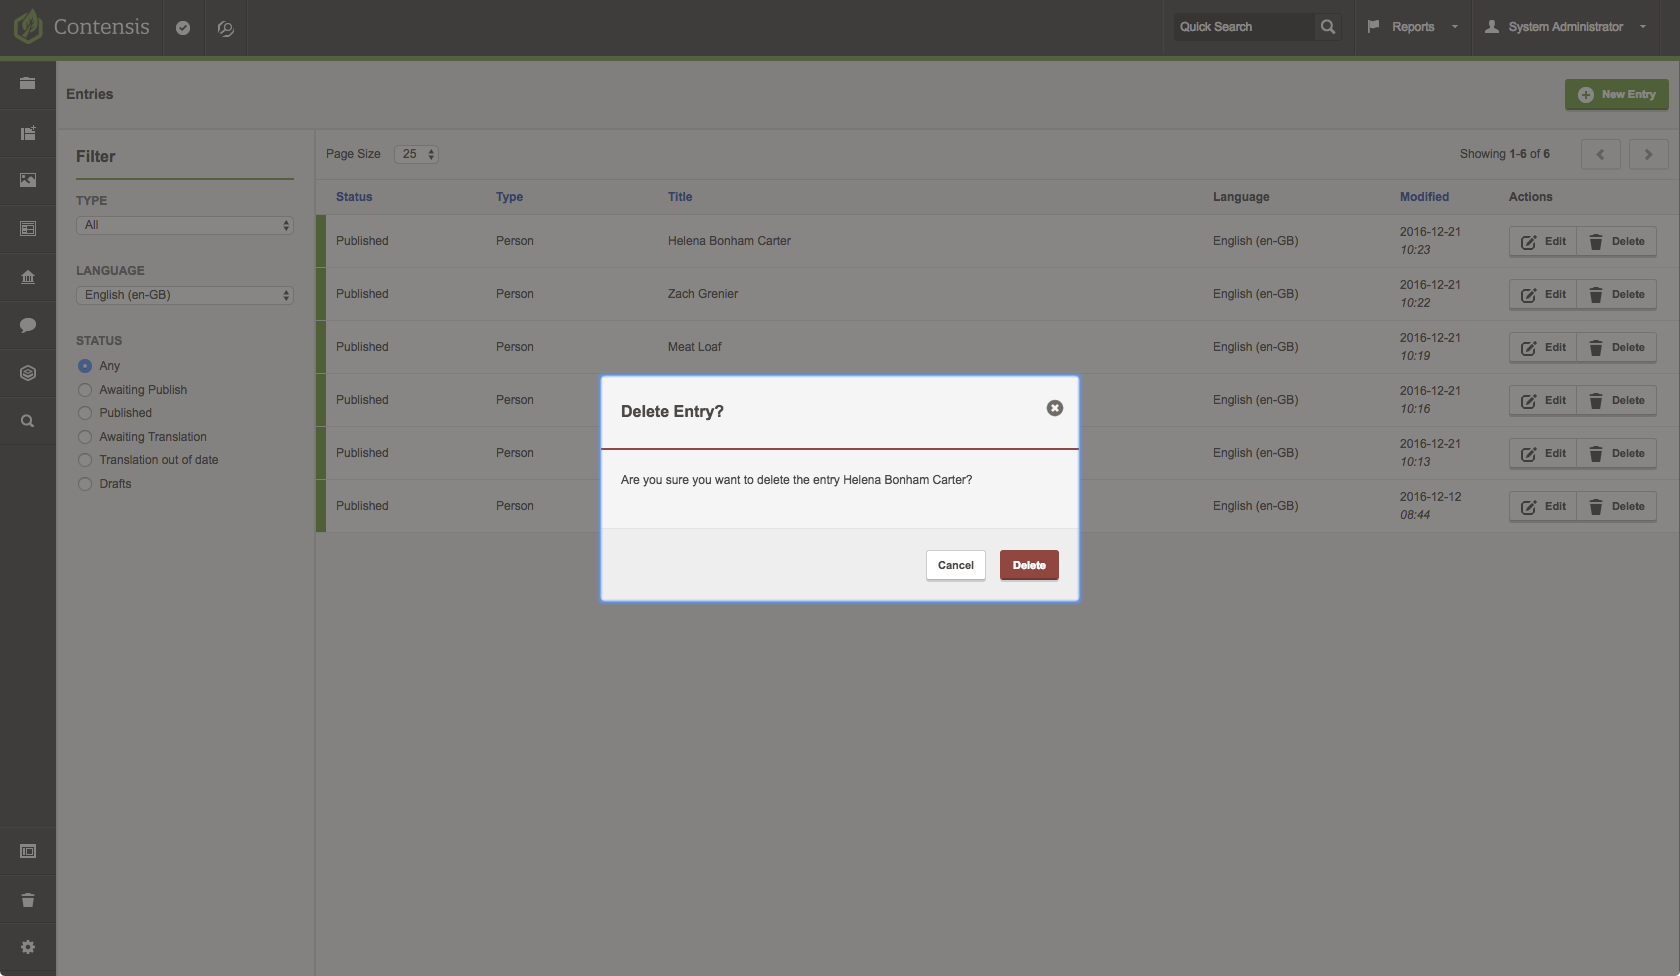 Contensis
Quick Search
Reports
System Administrator
Entries
New Entry
Filter
TYPE
All
LANGUAGE
English (en-GB)
STATUS
Any
Awaiting Publish
Published
Awaiting Translation
Translation out of date
Drafts
Page Size 25
Showing 1-6 of 6
Status Type Title Language Modified Actions
Published Person Helena Bonham Carter English (en-GB) 2016-12-21 10:23 Edit Delete
Published Person Zach Grenier English (en-GB) 2016-12-21 10:22 Edit Delete
Published Person Meat Loaf English (en-GB) 2016-12-21 10:19 Edit Delete
Published Person English (en-GB) 2016-12-21 10:16 Edit Delete
Published Person English (en-GB) 2016-12-21 10:13 Edit Delete
Published Person English (en-GB) 2016-12-12 08:44 Edit Delete
Delete Entry?
Are you sure you want to delete the entry Helena Bonham Carter?
Cancel Delete